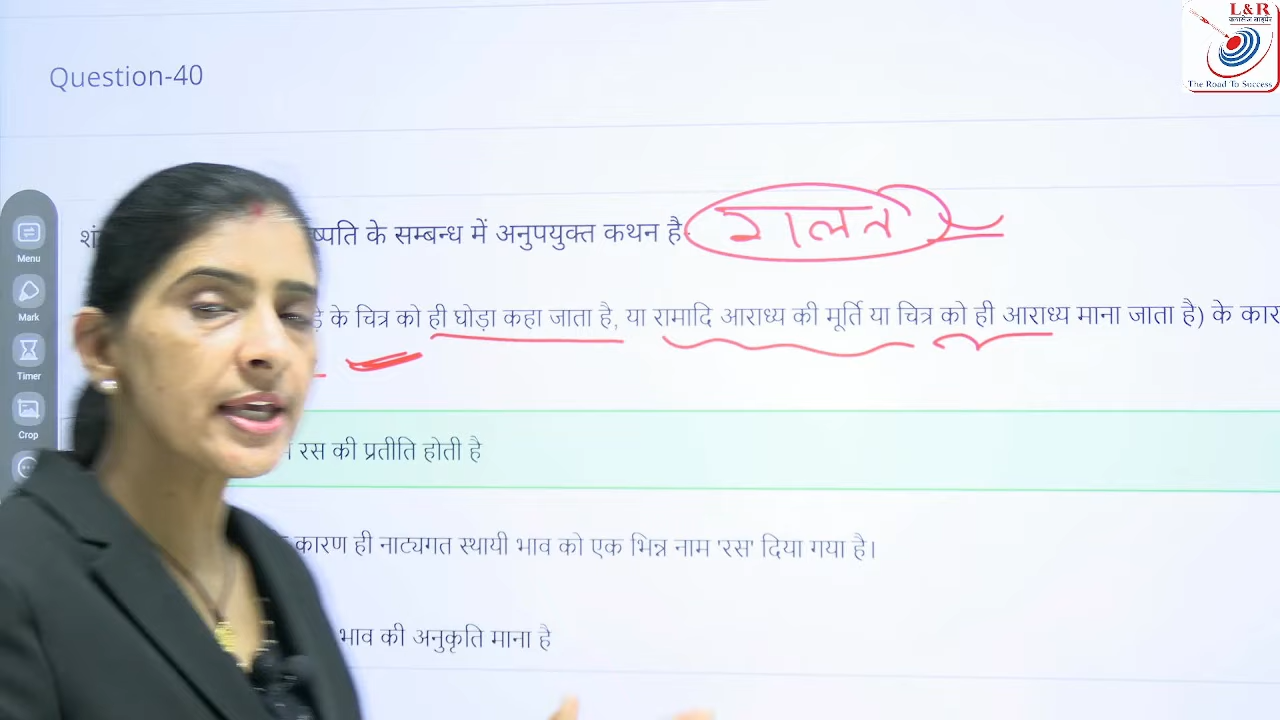 L&R
क्लासेज साइपेर
The Road To Success
Question-40
के सम्बन्ध में अनुपयुक्त कथन है
गलत
Menu
के चित्र को ही घोड़ा कहा जाता है, या रामादि आराध्य की मूर्ति या चित्र को ही आराध्य माना जाता है) के कार
Mark
Timer
Crop
रस की प्रतीति होती है
कारण ही नाट्यगत स्थायी भाव को एक भिन्न नाम 'रस' दिया गया है।
भाव की अनुकृति माना है